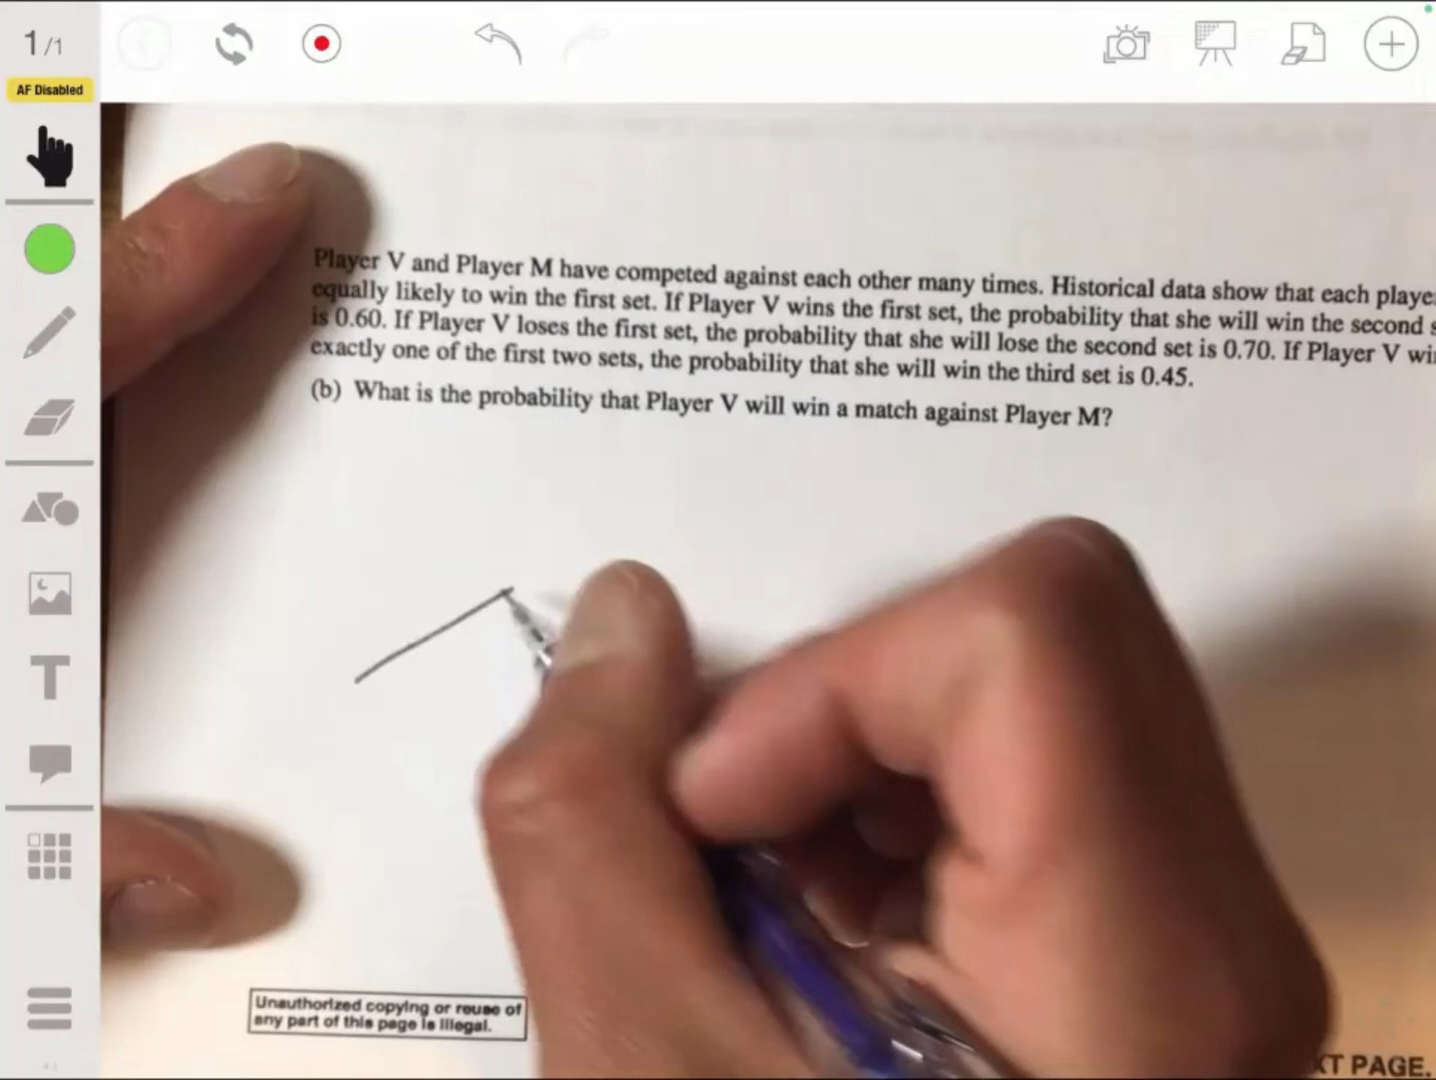 1/1
AF Disabled
Player V and Player M have competed against each other many times. Historical data show that each
equally likely to win the first set. If Player V wins the first set, the probability that she will win the second
is 0.60. If Player V loses the first set, the probability that she will lose the second set is 0.70. If Player V
exactly one of the first two sets, the probability that she will win the third set is 0.45.
(b) What is the probability that Player V will win a match against Player M?
T
Unauthorized copying or reuse of
any part of this page is illegal.
PAGE.